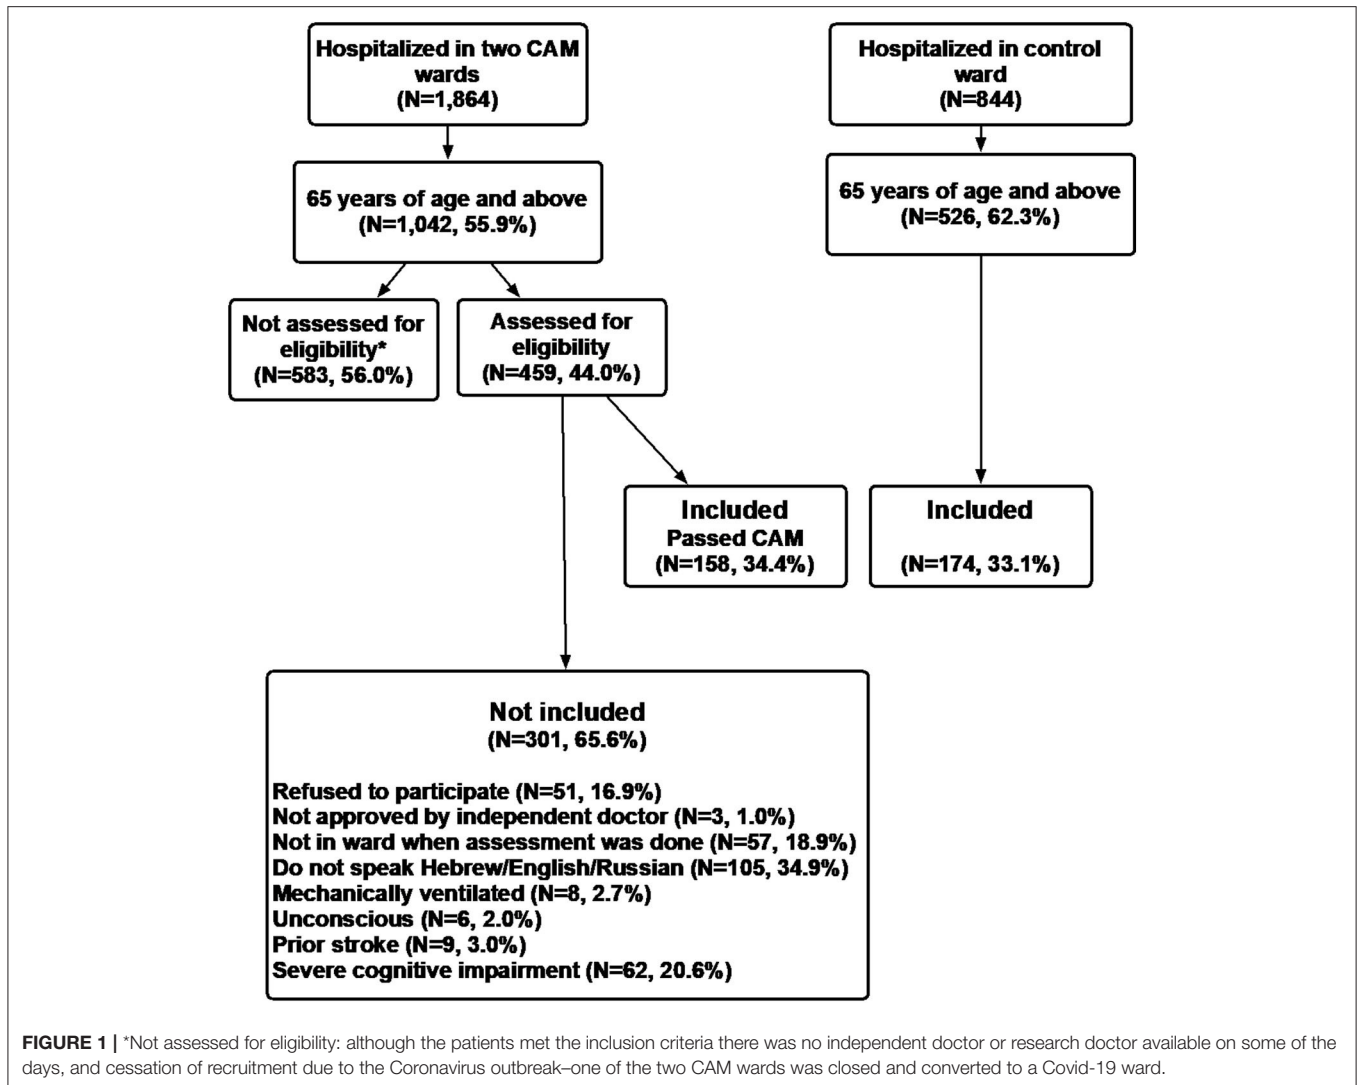 Hospitalized in two CAM
wards
(N=1,864)
Hospitalized in control
ward
(N=844)
65 years of age and above
(N=1,042, 55.9%)
65 years of age and above
(N=526, 62.3%)
Not assessed for
eligibility*
(N=583, 56.0%)
Assessed for
eligibility
(N=459, 44.0%)
Included
Passed CAM
(N=158, 34.4%)
Included
(N=174, 33.1%)
Not included
(N=301, 65.6%)
Refused to participate (N=51, 16.9%)
Not approved by independent doctor (N=3, 1.0%)
Not in ward when assessment was done (N=57, 18.9%)
Do not speak Hebrew/English/Russian (N=105, 34.9%)
Mechanically ventilated (N=8, 2.7%)
Unconscious (N=6, 2.0%)
Prior stroke (N=9, 3.0%)
Severe cognitive impairment (N=62, 20.6%)
FIGURE 1 | *Not assessed for eligibility: although the patients met the inclusion criteria there was no independent doctor or research doctor available on some of the
days, and cessation of recruitment due to the Coronavirus outbreak–one of the two CAM wards was closed and converted to a Covid-19 ward.